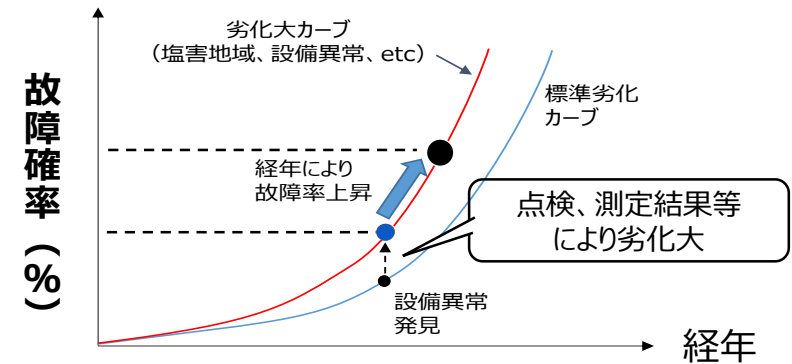 劣化大カーブ
（塩害地域、設備異常、etc）
標準劣化
カーブ
故障確率（%）
経年により
故障率上昇
点検、測定結果等
により劣化大
設備異常
発見
経年